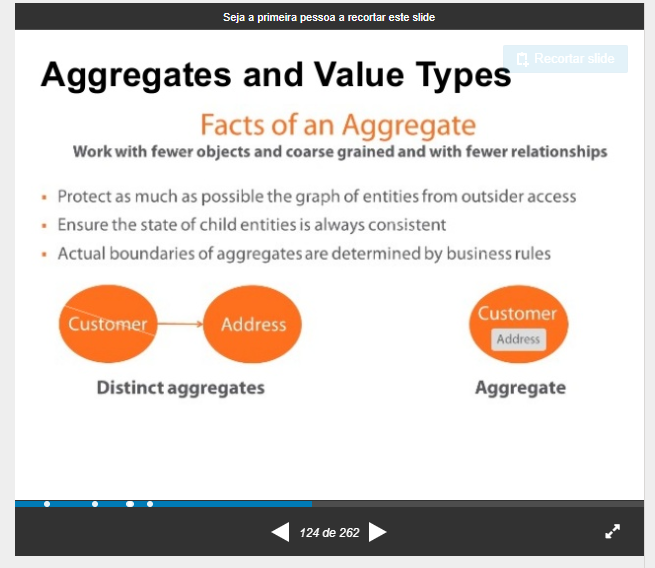 Seja a primeira pessoa a recortar este slide
Recortar slide
Aggregates and Value Types
Facts of an Aggregate
Work with fewer objects and coarse grained and with fewer relationships
▪ Protect as much as possible the graph of entities from outsider access
▪ Ensure the state of child entities is always consistent
▪ Actual boundaries of aggregates are determined by business rules
Customer
Address
Customer
Address
Distinct aggregates
Aggregate
124 de 262